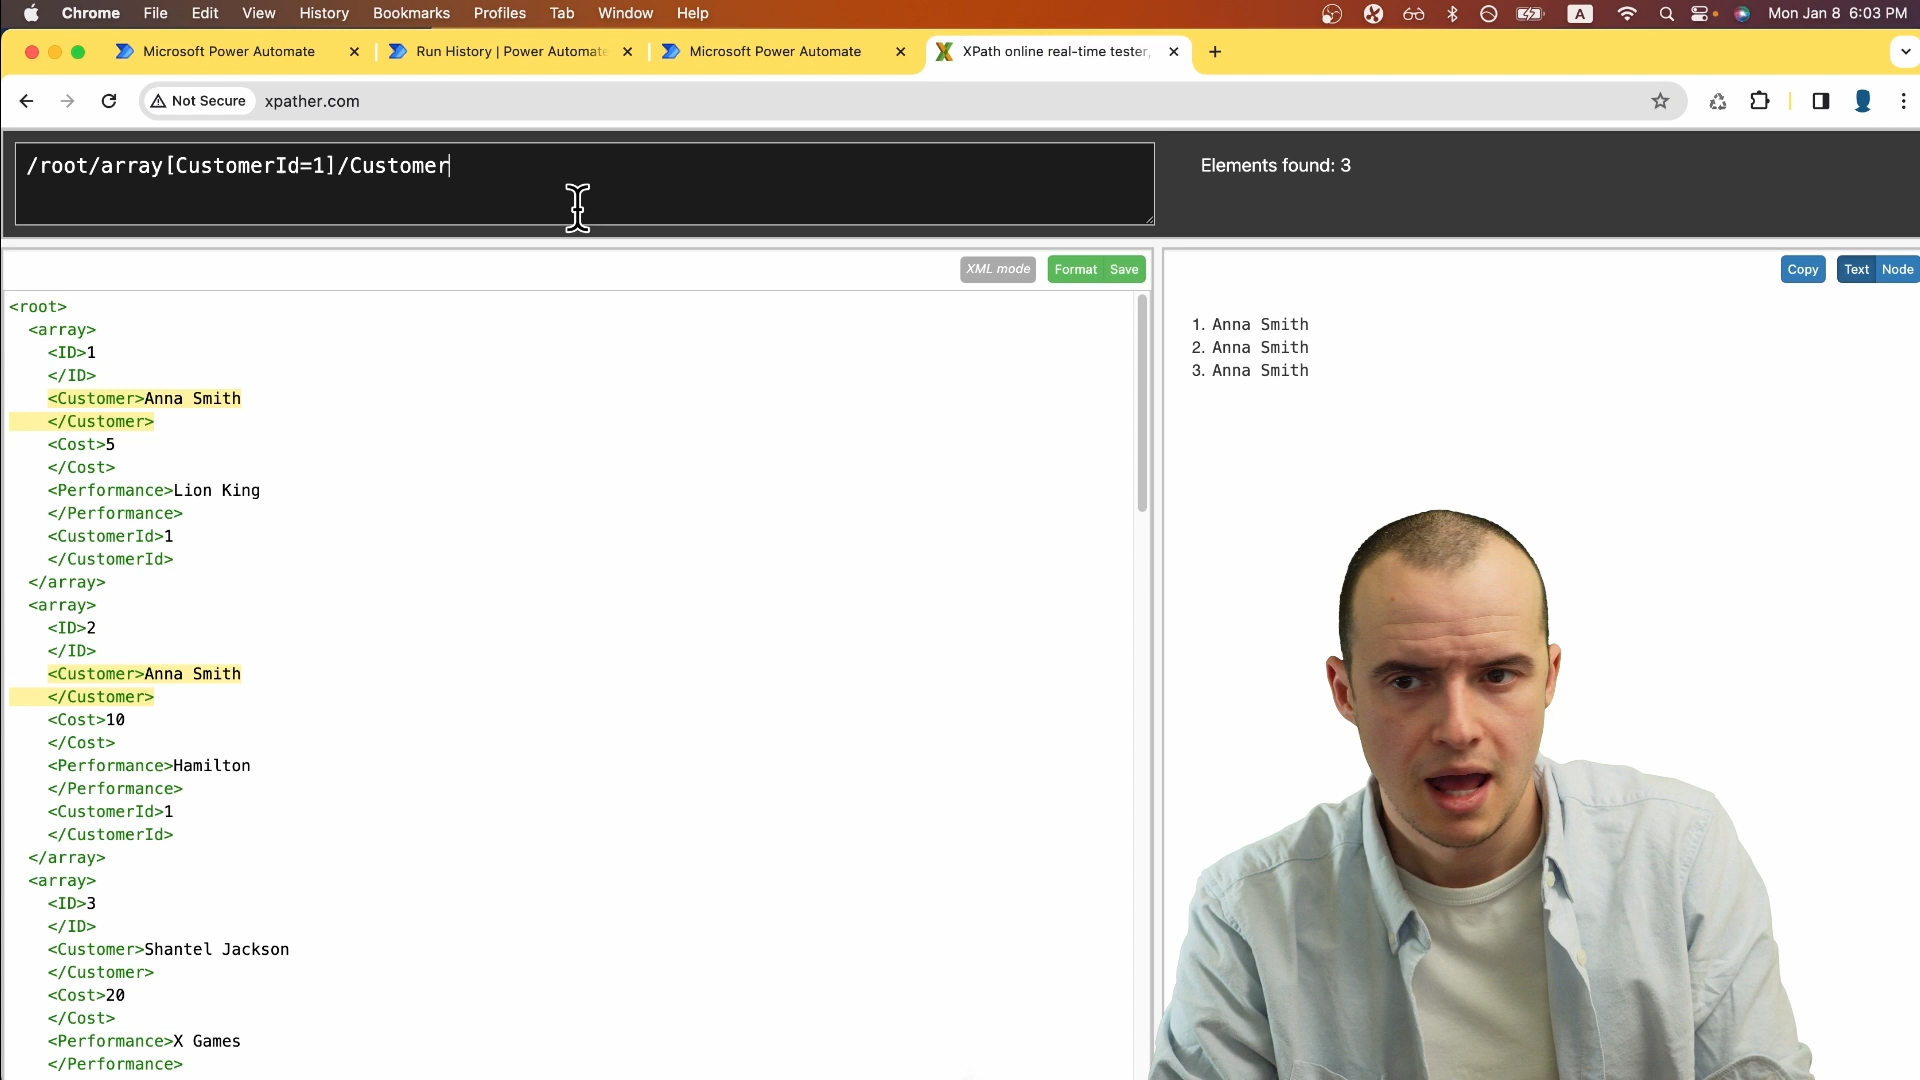 Chrome File Edit View History Bookmarks Profiles Tab Window Help A Mon Jan 8 6:03 PM
Microsoft Power Automate Run History | Power Automate Microsoft Power Automate XPath online real-time tester,
Not Secure xpather.com
/root/array[CustomerId=1]/Customer
Elements found: 3
XML mode Format Save
Copy Text Node
<root>
<array>
<ID>1
</ID>
<Customer>Anna Smith
</Customer>
<Cost>5
</Cost>
<Performance>Lion King
</Performance>
<CustomerId>1
</CustomerId>
</array>
<array>
<ID>2
</ID>
<Customer>Anna Smith
</Customer>
<Cost>10
</Cost>
<Performance>Hamilton
</Performance>
<CustomerId>1
</CustomerId>
</array>
<array>
<ID>3
</ID>
<Customer>Shantel Jackson
</Customer>
<Cost>20
</Cost>
<Performance>X Games
</Performance>
1. Anna Smith
2. Anna Smith
3. Anna Smith